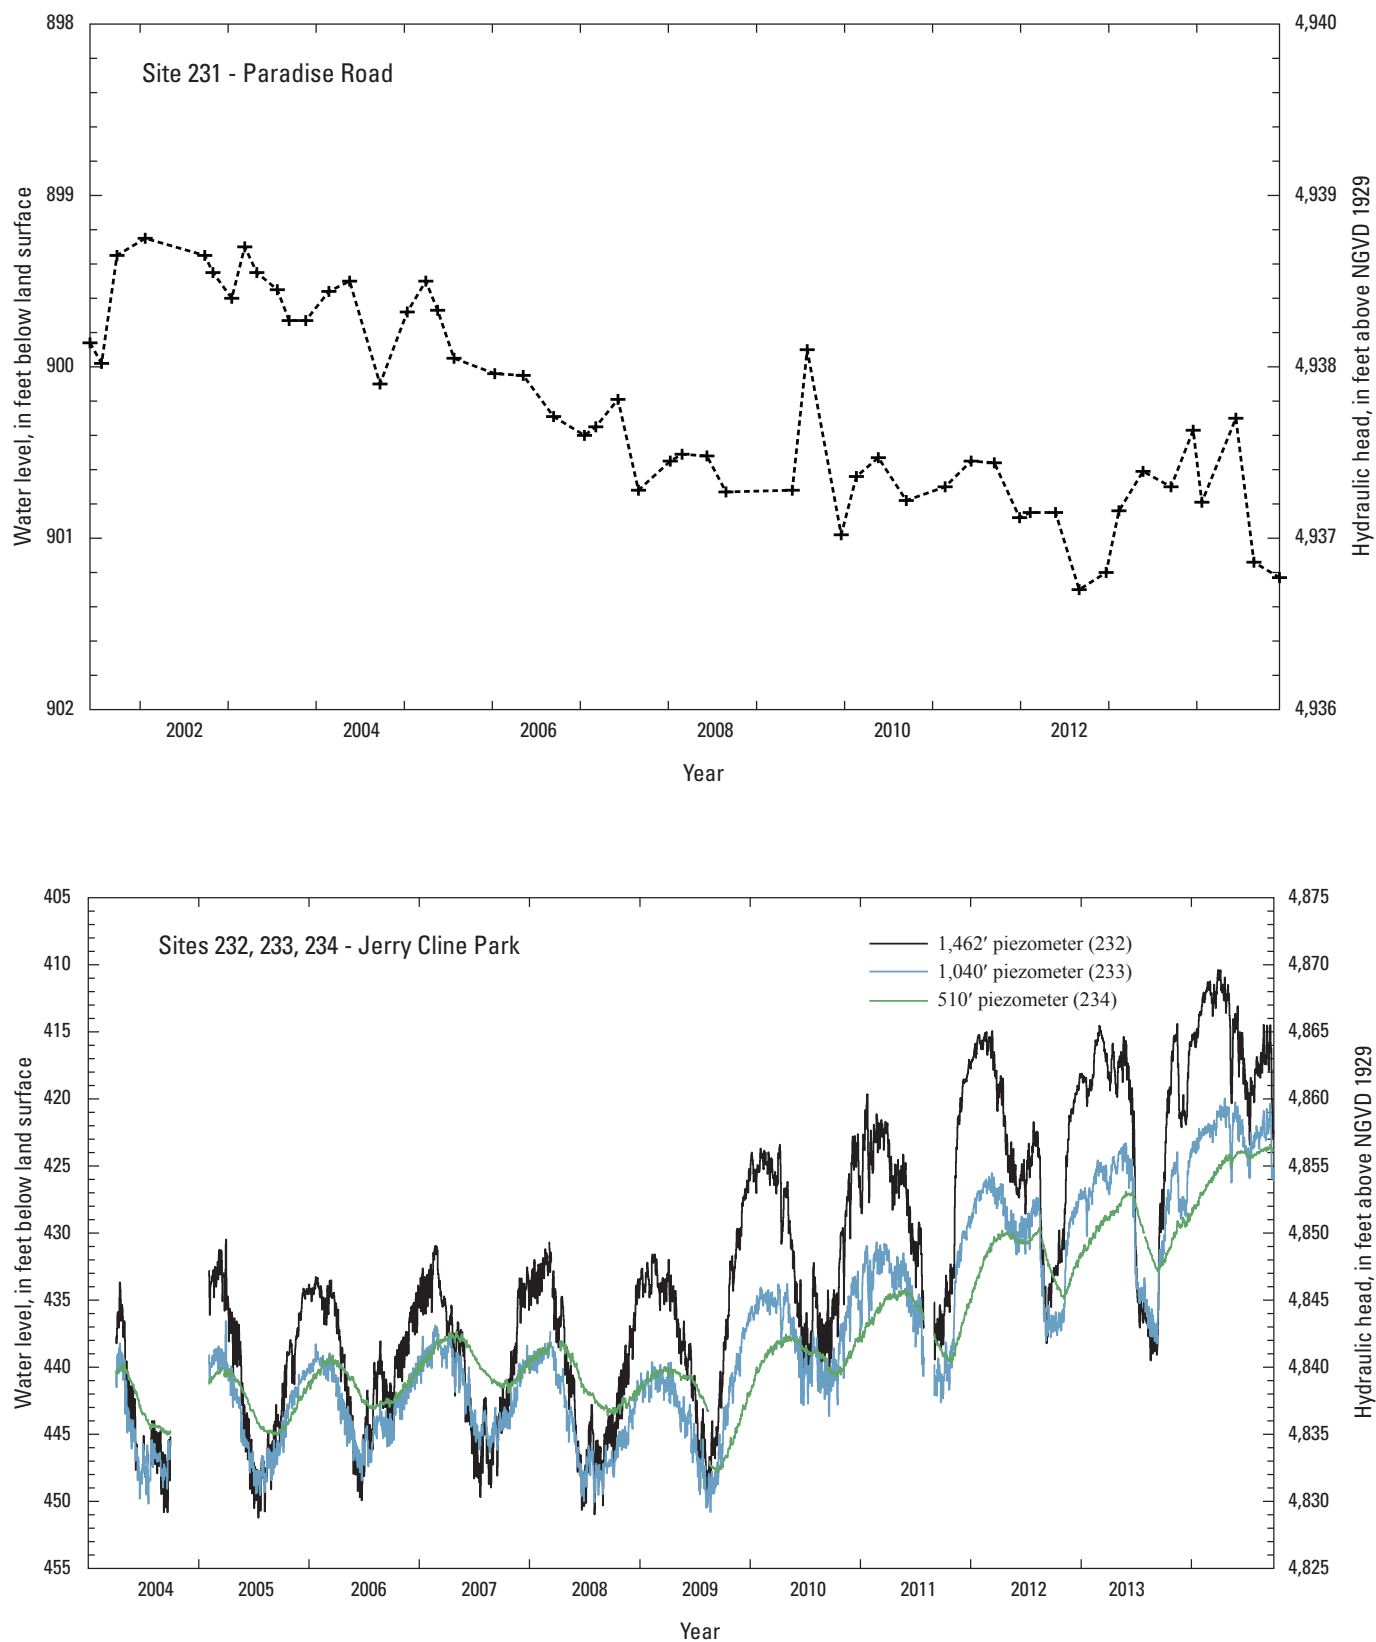 Site 231 - Paradise Road
Water level, in feet below land surface
898
899
900
901
902
Hydraulic head, in feet above NGVD 1929
4,940
4,939
4,938
4,937
4,936
2002 2004 2006 2008 2010 2012
Year
Sites 232, 233, 234 - Jerry Cline Park
1,462′ piezometer (232)
1,040′ piezometer (233)
510′ piezometer (234)
Water level, in feet below land surface
405
410
415
420
425
430
435
440
445
450
455
Hydraulic head, in feet above NGVD 1929
4,875
4,870
4,865
4,860
4,855
4,850
4,845
4,840
4,835
4,830
4,825
2004 2005 2006 2007 2008 2009 2010 2011 2012 2013
Year